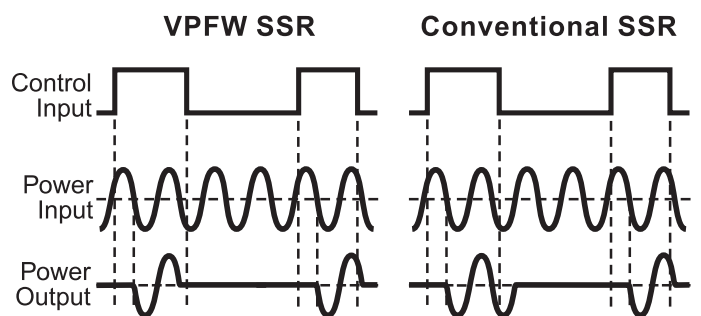 VPFW SSR
Conventional SSR
Control
Input
Power
Input
Power
Output